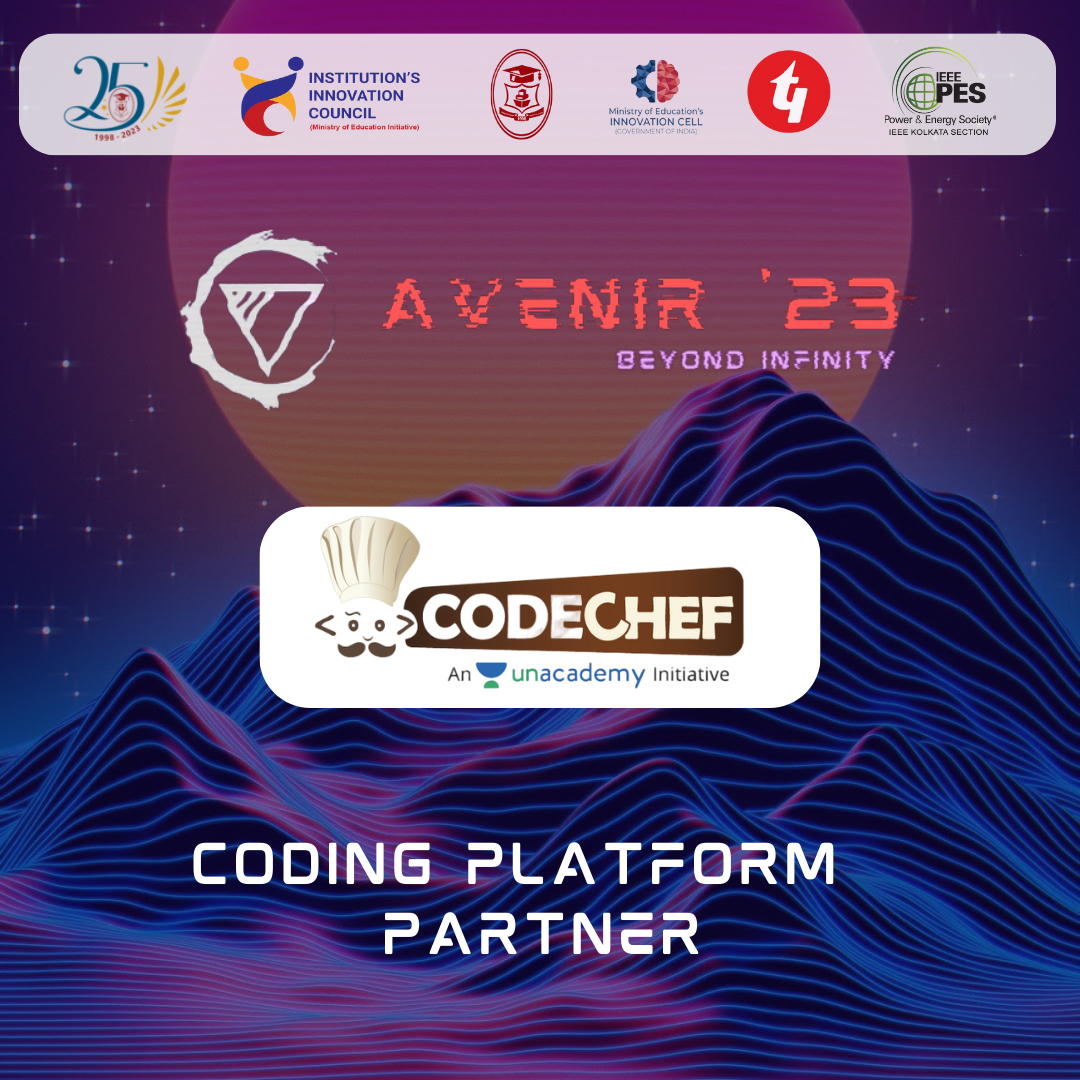 25
1998 - 2023
INSTITUTION'S
INNOVATION
COUNCIL
(Ministry of Education Initiative)
Ministry of Education's
INNOVATION CELL
(GOVERNMENT OF INDIA)
IEEE
PES
Power & Energy Society®
IEEE KOLKATA SECTION
AVENIR '23
BEYOND INFINITY
CODECHEF
An unacademy Initiative
CODING PLATFORM
PARTNER